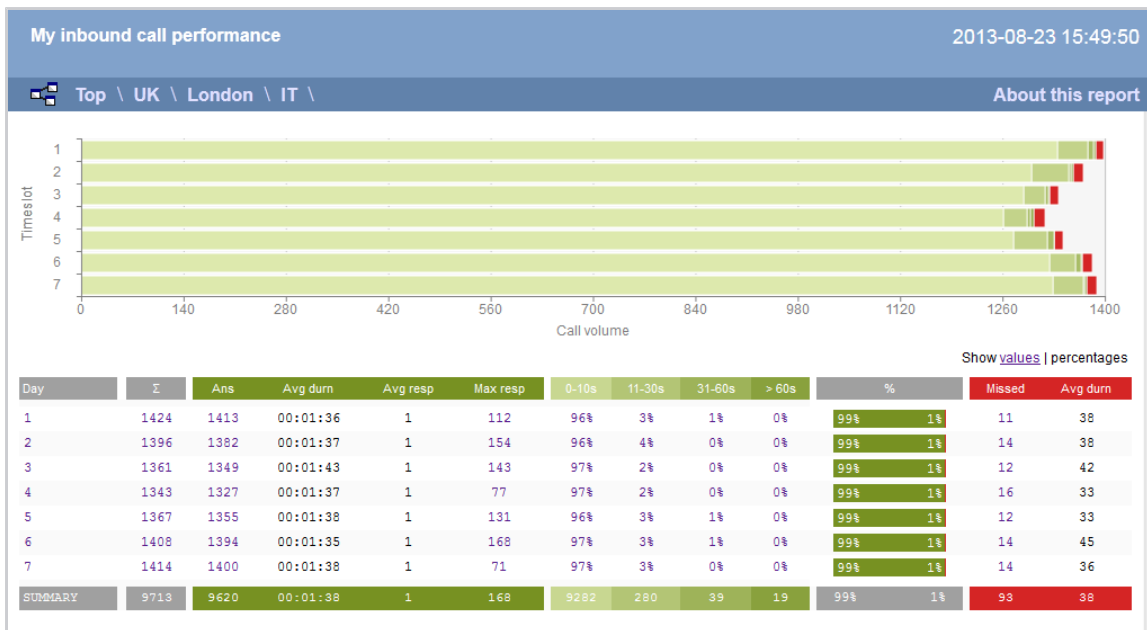 My inbound call performance 2013-08-23 15:49:50
Top \ UK \ London \ IT \ About this report
Timeslot
1
2
3
4
5
6
7
0 140 280 420 560 700 840 980 1120 1260 1400
Call volume
Show values | percentages
Day Σ Ans Avg durn Avg resp Max resp 0-10s 11-30s 31-60s > 60s % Missed Avg durn
1 1424 1413 00:01:36 1 112 96% 3% 1% 0% 99% 1% 11 38
2 1396 1382 00:01:37 1 154 96% 4% 0% 0% 99% 1% 14 38
3 1361 1349 00:01:43 1 143 97% 2% 0% 0% 99% 1% 12 42
4 1343 1327 00:01:37 1 77 97% 2% 0% 0% 99% 1% 16 33
5 1367 1355 00:01:38 1 131 96% 3% 1% 0% 99% 1% 12 33
6 1408 1394 00:01:35 1 168 97% 3% 1% 0% 99% 1% 14 45
7 1414 1400 00:01:38 1 71 97% 3% 0% 0% 99% 1% 14 36
SUMMARY 9713 9620 00:01:38 1 168 9282 280 39 19 99% 1% 93 38